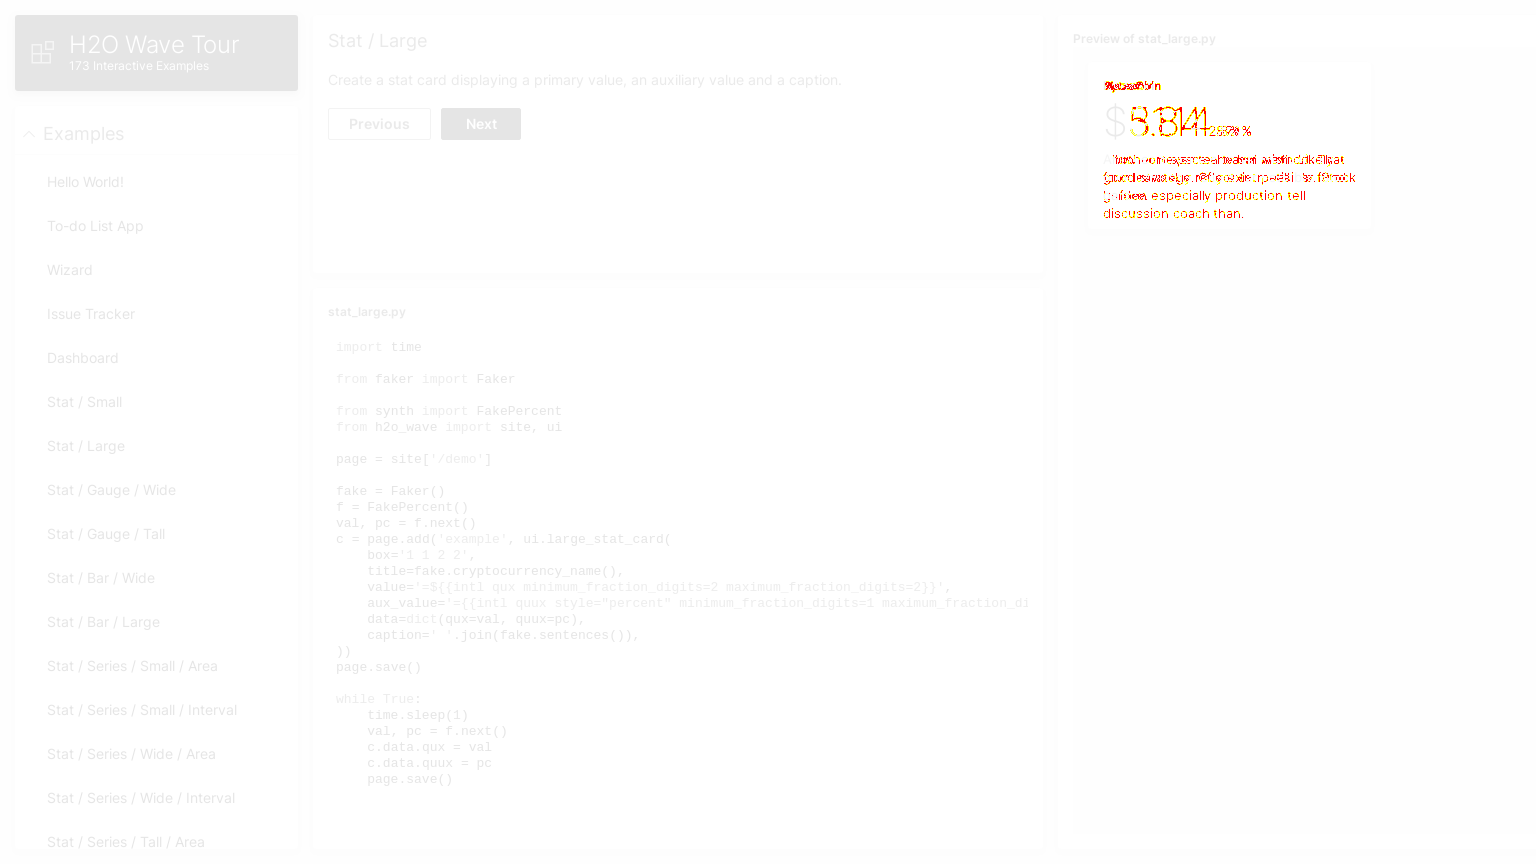 H2O Wave Tour
173 Interactive Examples
Examples
Hello World!
To-do List App
Wizard
Issue Tracker
Dashboard
Stat / Small
Stat / Large
Stat / Gauge / Wide
Stat / Gauge / Tall
Stat / Bar / Wide
Stat / Bar / Large
Stat / Series / Small / Area
Stat / Series / Small / Interval
Stat / Series / Wide / Area
Stat / Series / Wide / Interval
Stat / Series / Tall / Area
Stat / Large
Create a stat card displaying a primary value, an auxiliary value and a caption.
Previous Next
stat_large.py
import time
from faker import Faker
from synth import FakePercent
from h2o_wave import site, ui
page = site['/demo']
fake = Faker()
f = FakePercent()
val, pc = f.next()
c = page.add('example', ui.large_stat_card(
box='1 1 2 2',
title=fake.cryptocurrency_name(),
value='=${{intl qux minimum_fraction_digits=2 maximum_fraction_digits=2}}',
aux_value='={{intl quux style="percent" minimum_fraction_digits=1 maximum_fraction_di
data=dict(qux=val, quux=pc),
caption=' '.join(fake.sentences()),
))
page.save()
while True:
time.sleep(1)
val, pc = f.next()
c.data.qux = val
c.data.quux = pc
page.save()
Preview of stat_large.py
$
especially production tell
discussion coach than.